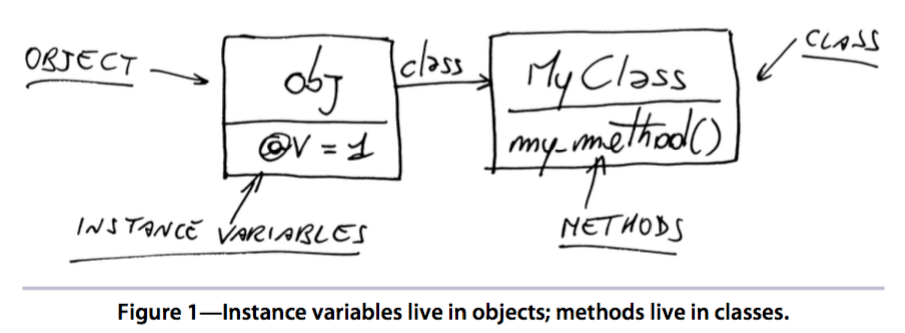 OBJECT
obj
@v = 1
class
MyClass
my_method()
CLASS
INSTANCE VARIABLES
METHODS
Figure 1—Instance variables live in objects; methods live in classes.